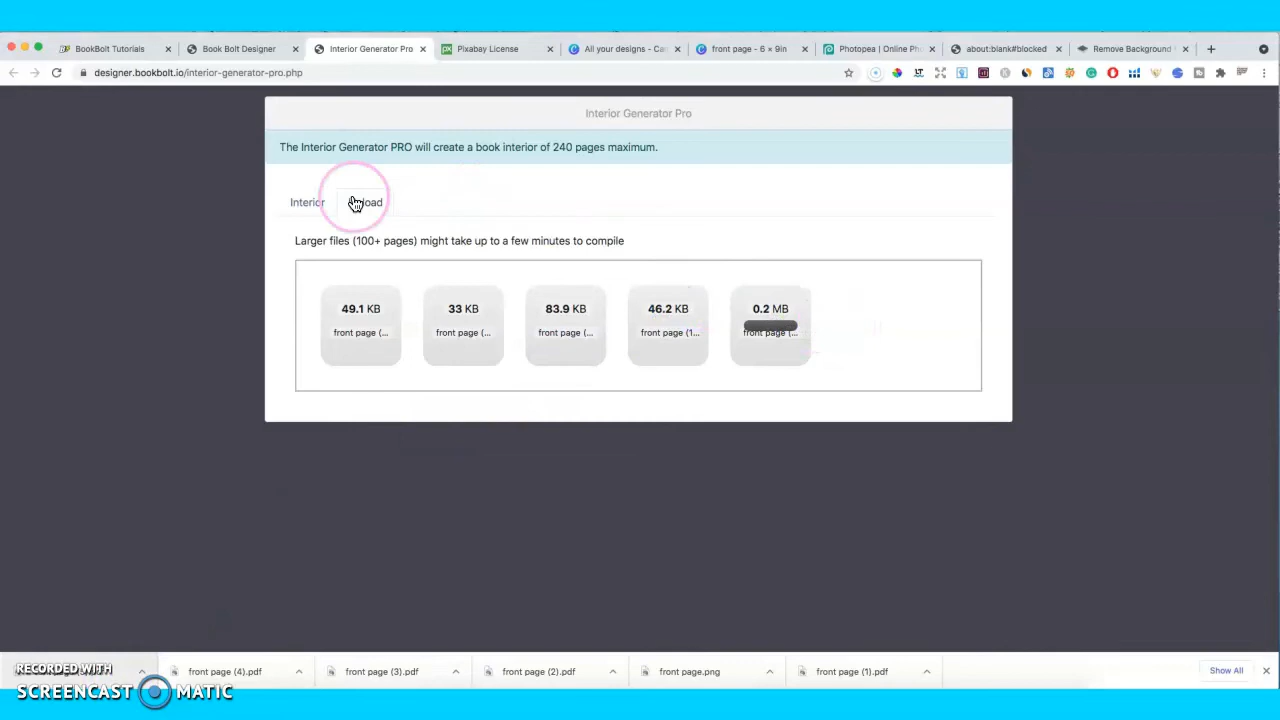 BookBolt Tutorials
Book Bolt Designer
Interior Generator Pro
Pixabay License
All your designs - Ca
front page - 6 × 9in
Photopea | Online Ph
about:blank#blocked
Remove Background
designer.bookbolt.io/interior-generator-pro.php
Interior Generator Pro
The Interior Generator PRO will create a book interior of 240 pages maximum.
Interior
Larger files (100+ pages) might take up to a few minutes to compile
49.1 KB
front page (...
33 KB
front page (...
83.9 KB
front page (...
46.2 KB
front page (1...
0.2 MB
front page (...
RECORDED WITH
SCREENCAST MATIC
front page (4).pdf
front page (3).pdf
front page (2).pdf
front page.png
front page (1).pdf
Show All